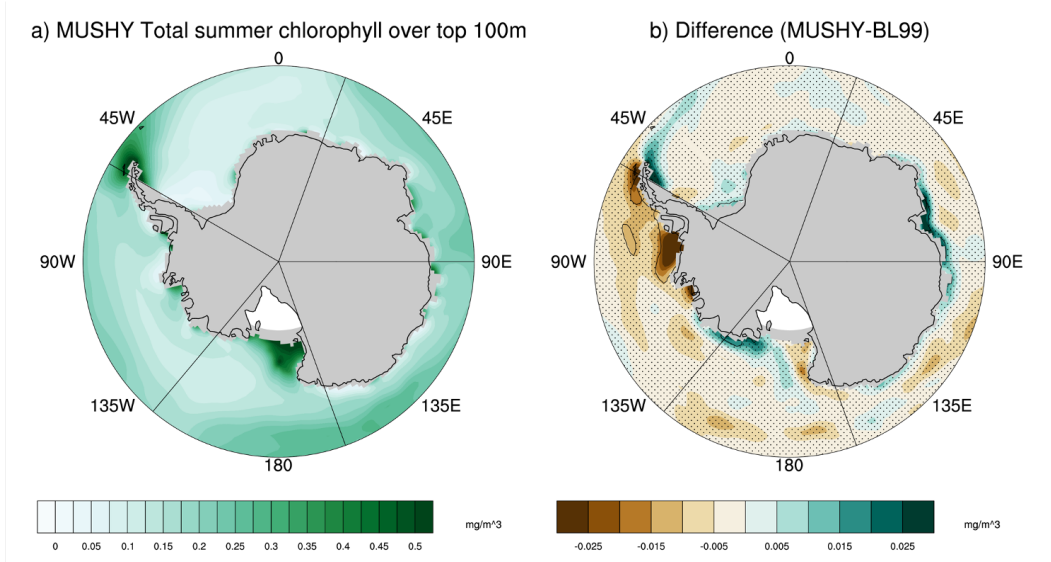 a) MUSHY Total summer chlorophyll over top 100m
b) Difference (MUSHY-BL99)
0
45W
45E
90W
90E
135W
135E
180
0
45W
45E
90W
90E
135W
135E
180
0 0.05 0.1 0.15 0.2 0.25 0.3 0.35 0.4 0.45 0.5
mg/m^3
-0.025 -0.015 -0.005 0.005 0.015 0.025
mg/m^3